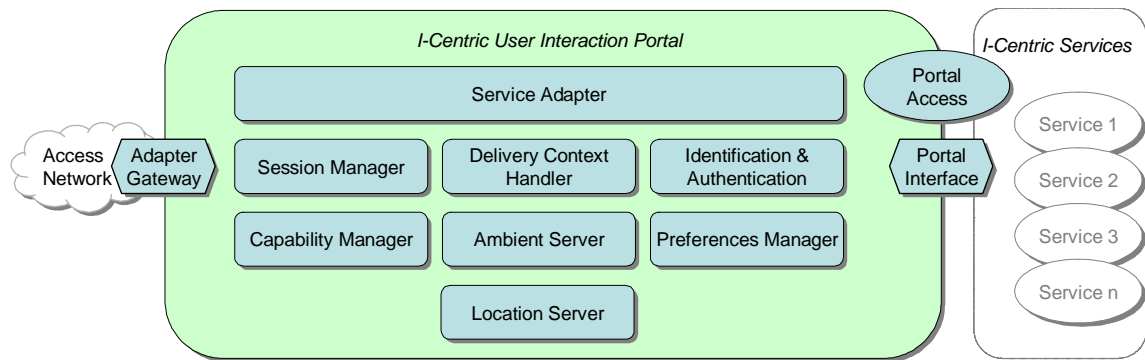 I-Centric User Interaction Portal
I-Centric Services
Service Adapter
Portal
Access
Access
Network
Adapter
Gateway
Session Manager
Delivery Context
Handler
Identification &
Authentication
Portal
Interface
Capability Manager
Ambient Server
Preferences Manager
Location Server
Service 1
Service 2
Service 3
Service n